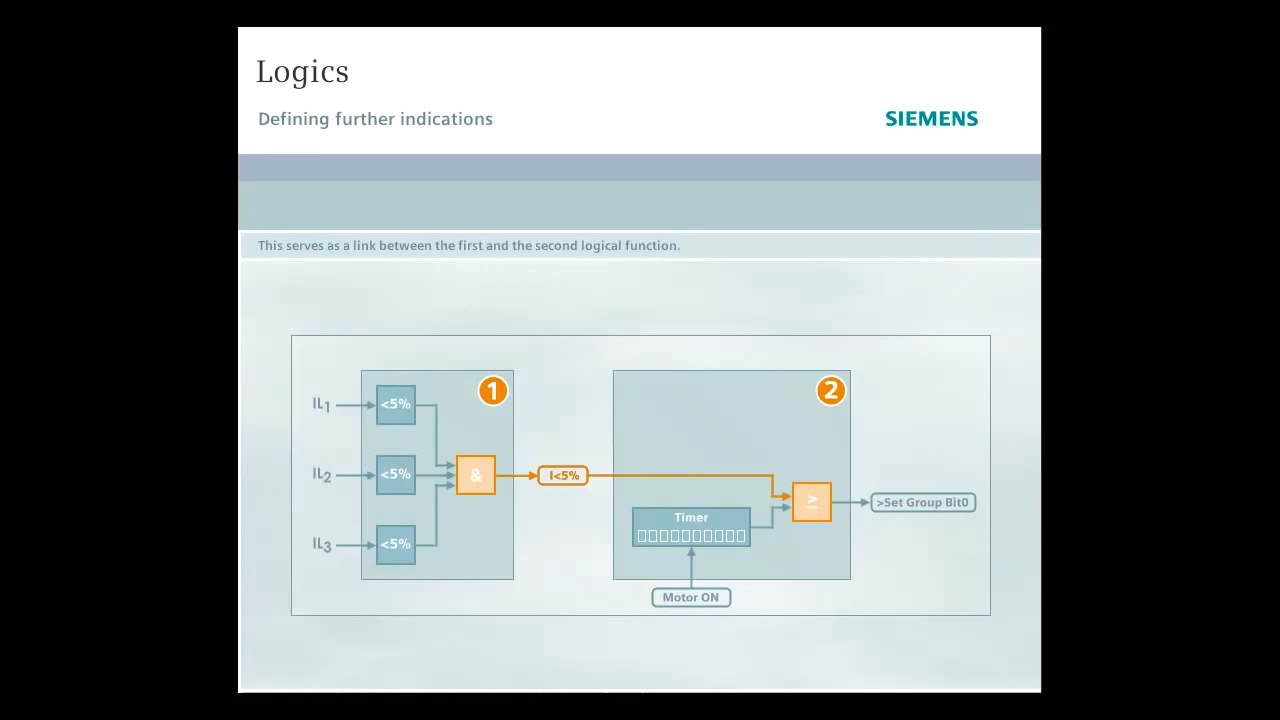 Logics
Defining further indications
SIEMENS
This serves as a link between the first and the second logical function.
1
2
IL1
<5%
IL2
<5%
&
I<5%
≥
>Set Group Bit0
Timer
IL3
<5%
Motor ON